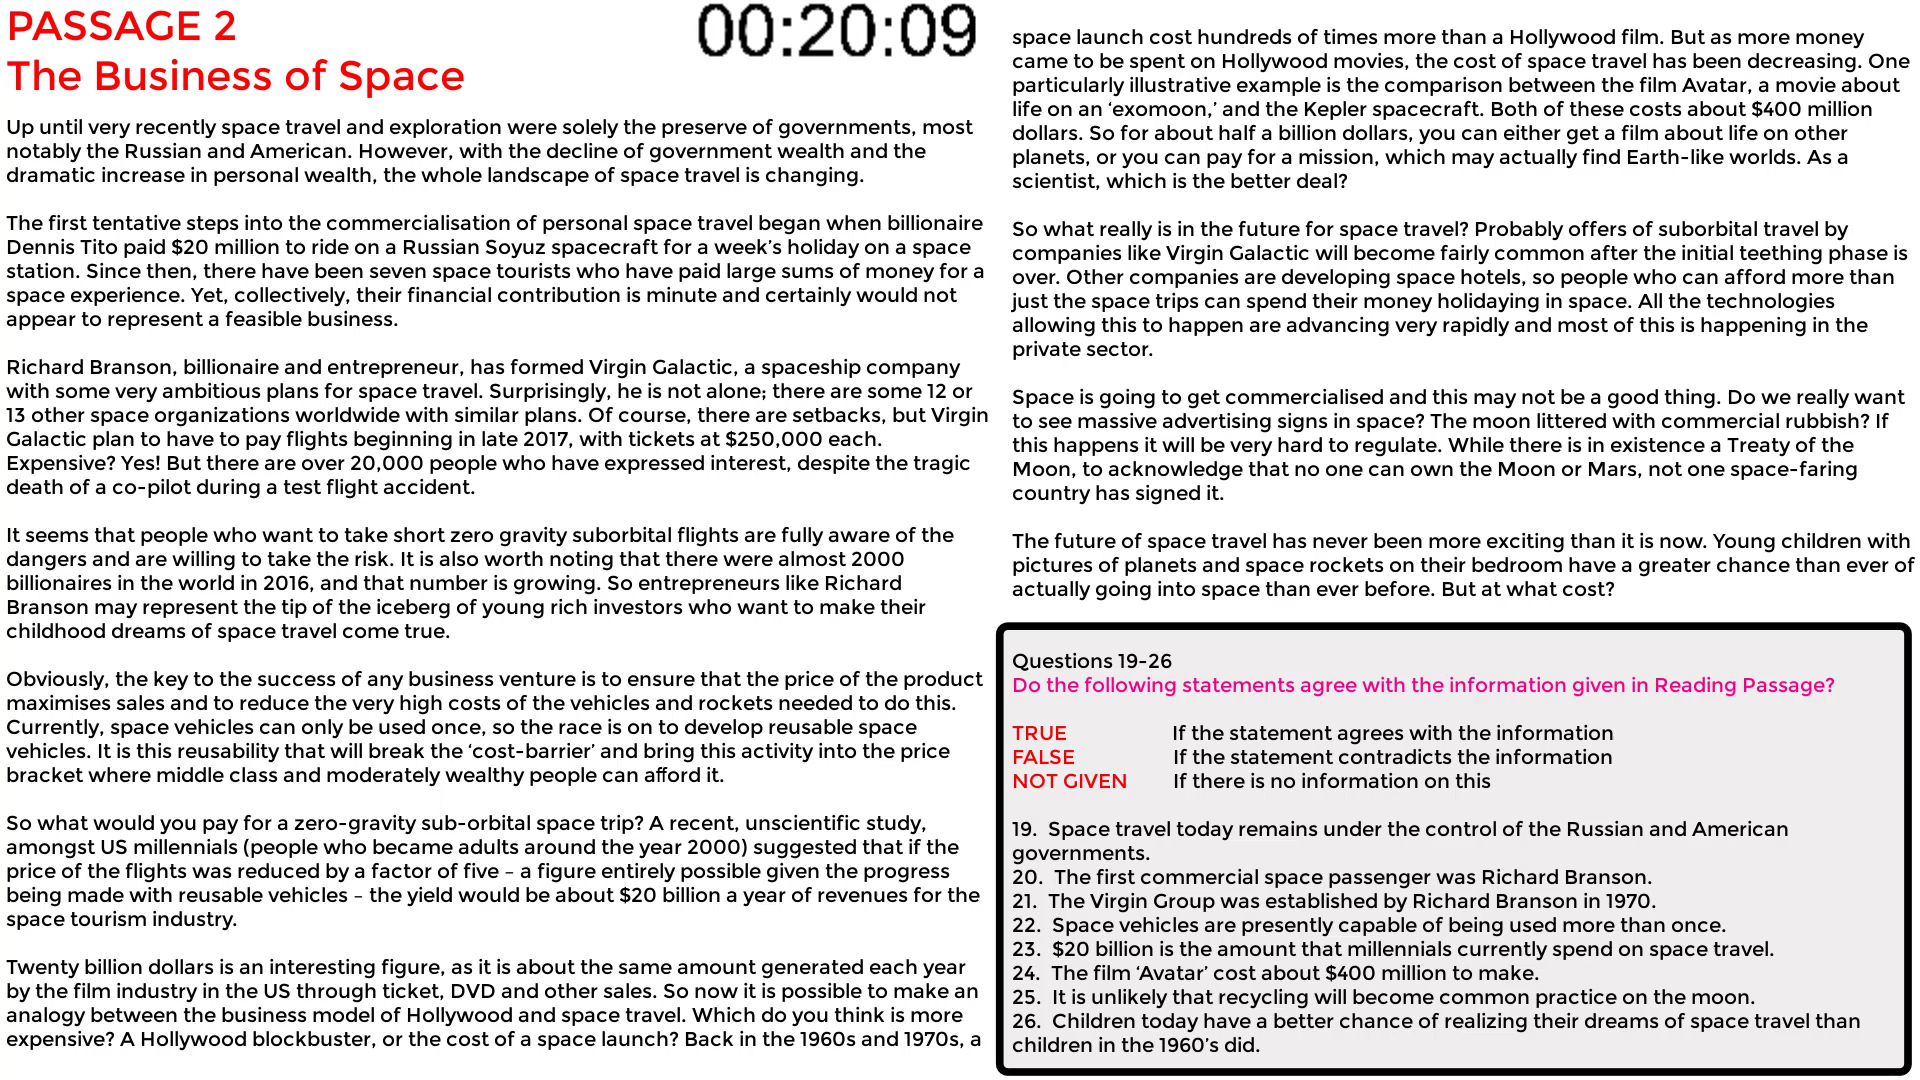 PASSAGE 2
00:20:09
The Business of Space
Up until very recently space travel and exploration were solely the preserve of governments, most
notably the Russian and American. However, with the decline of government wealth and the
dramatic increase in personal wealth, the whole landscape of space travel is changing.
The first tentative steps into the commercialisation of personal space travel began when billionaire
Dennis Tito paid $20 million to ride on a Russian Soyuz spacecraft for a week's holiday on a space
station. Since then, there have been seven space tourists who have paid large sums of money for a
space experience. Yet, collectively, their financial contribution is minute and certainly would not
appear to represent a feasible business.
Richard Branson, billionaire and entrepreneur, has formed Virgin Galactic, a spaceship company
with some very ambitious plans for space travel. Surprisingly, he is not alone; there are some 12 or
13 other space organizations worldwide with similar plans. Of course, there are setbacks, but Virgin
Galactic plan to have to pay flights beginning in late 2017, with tickets at $250,000 each.
Expensive? Yes! But there are over 20,000 people who have expressed interest, despite the tragic
death of a co-pilot during a test flight accident.
It seems that people who want to take short zero gravity suborbital flights are fully aware of the
dangers and are willing to take the risk. It is also worth noting that there were almost 2000
billionaires in the world in 2016, and that number is growing. So entrepreneurs like Richard
Branson may represent the tip of the iceberg of young rich investors who want to make their
childhood dreams of space travel come true.
Obviously, the key to the success of any business venture is to ensure that the price of the product
maximises sales and to reduce the very high costs of the vehicles and rockets needed to do this.
Currently, space vehicles can only be used once, so the race is on to develop reusable space
vehicles. It is this reusability that will break the 'cost-barrier' and bring this activity into the price
bracket where middle class and moderately wealthy people can afford it.
So what would you pay for a zero-gravity sub-orbital space trip? A recent, unscientific study,
amongst US millennials (people who became adults around the year 2000) suggested that if the
price of the flights was reduced by a factor of five – a figure entirely possible given the progress
being made with reusable vehicles – the yield would be about $20 billion a year of revenues for the
space tourism industry.
Twenty billion dollars is an interesting figure, as it is about the same amount generated each year
by the film industry in the US through ticket, DVD and other sales. So now it is possible to make an
analogy between the business model of Hollywood and space travel. Which do you think is more
expensive? A Hollywood blockbuster, or the cost of a space launch? Back in the 1960s and 1970s, a
space launch cost hundreds of times more than a Hollywood film. But as more money
came to be spent on Hollywood movies, the cost of space travel has been decreasing. One
particularly illustrative example is the comparison between the film Avatar, a movie about
life on an 'exomoon,' and the Kepler spacecraft. Both of these costs about $400 million
dollars. So for about half a billion dollars, you can either get a film about life on other
planets, or you can pay for a mission, which may actually find Earth-like worlds. As a
scientist, which is the better deal?
So what really is in the future for space travel? Probably offers of suborbital travel by
companies like Virgin Galactic will become fairly common after the initial teething phase is
over. Other companies are developing space hotels, so people who can afford more than
just the space trips can spend their money holidaying in space. All the technologies
allowing this to happen are advancing very rapidly and most of this is happening in the
private sector.
Space is going to get commercialised and this may not be a good thing. Do we really want
to see massive advertising signs in space? The moon littered with commercial rubbish? If
this happens it will be very hard to regulate. While there is in existence a Treaty of the
Moon, to acknowledge that no one can own the Moon or Mars, not one space-faring
country has signed it.
The future of space travel has never been more exciting than it is now. Young children with
pictures of planets and space rockets on their bedroom have a greater chance than ever of
actually going into space than ever before. But at what cost?
Questions 19-26
Do the following statements agree with the information given in Reading Passage?
TRUE If the statement agrees with the information
FALSE If the statement contradicts the information
NOT GIVEN If there is no information on this
19. Space travel today remains under the control of the Russian and American
governments.
20. The first commercial space passenger was Richard Branson.
21. The Virgin Group was established by Richard Branson in 1970.
22. Space vehicles are presently capable of being used more than once.
23. $20 billion is the amount that millennials currently spend on space travel.
24. The film 'Avatar' cost about $400 million to make.
25. It is unlikely that recycling will become common practice on the moon.
26. Children today have a better chance of realizing their dreams of space travel than
children in the 1960's did.